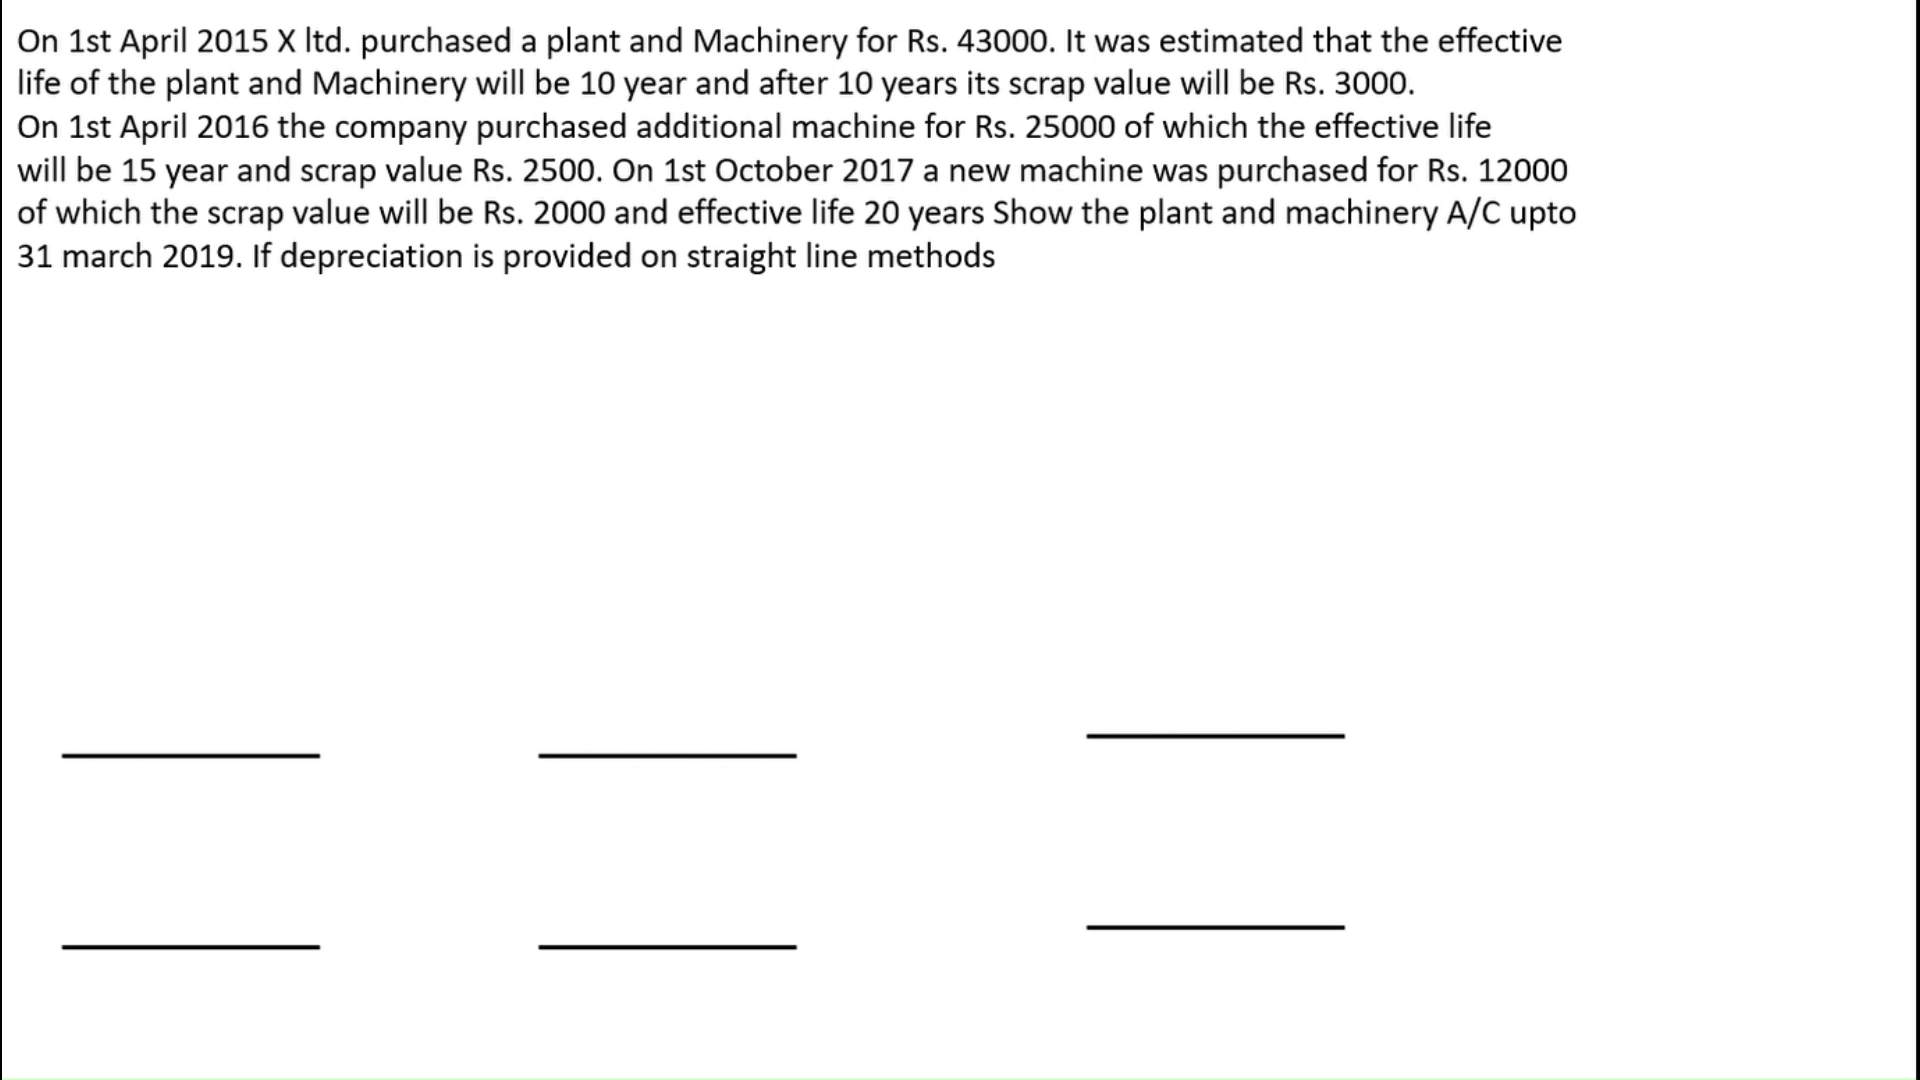 On 1st April 2015 X ltd. purchased a plant and Machinery for Rs. 43000. It was estimated that the effective
life of the plant and Machinery will be 10 year and after 10 years its scrap value will be Rs. 3000.
On 1st April 2016 the company purchased additional machine for Rs. 25000 of which the effective life
will be 15 year and scrap value Rs. 2500. On 1st October 2017 a new machine was purchased for Rs. 12000
of which the scrap value will be Rs. 2000 and effective life 20 years Show the plant and machinery A/C upto
31 march 2019. If depreciation is provided on straight line methods